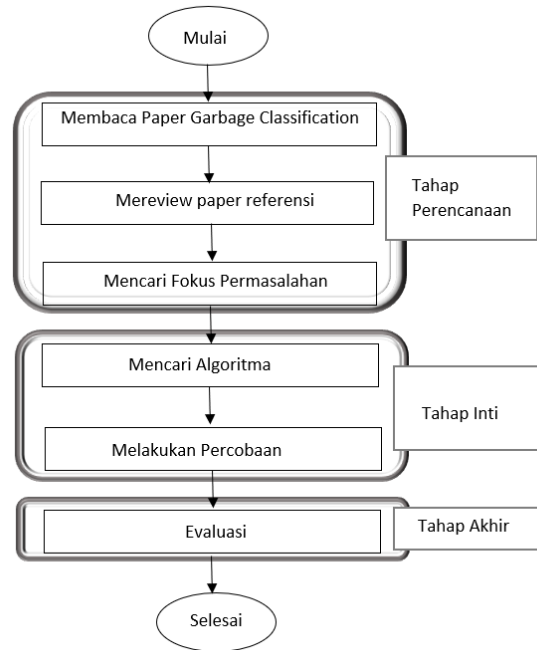 Mulai
Membaca Paper Garbage Classification
Mereview paper referensi
Tahap
Perencanaan
Mencari Fokus Permasalahan
Mencari Algoritma
Tahap Inti
Melakukan Percobaan
Evaluasi
Tahap Akhir
Selesai